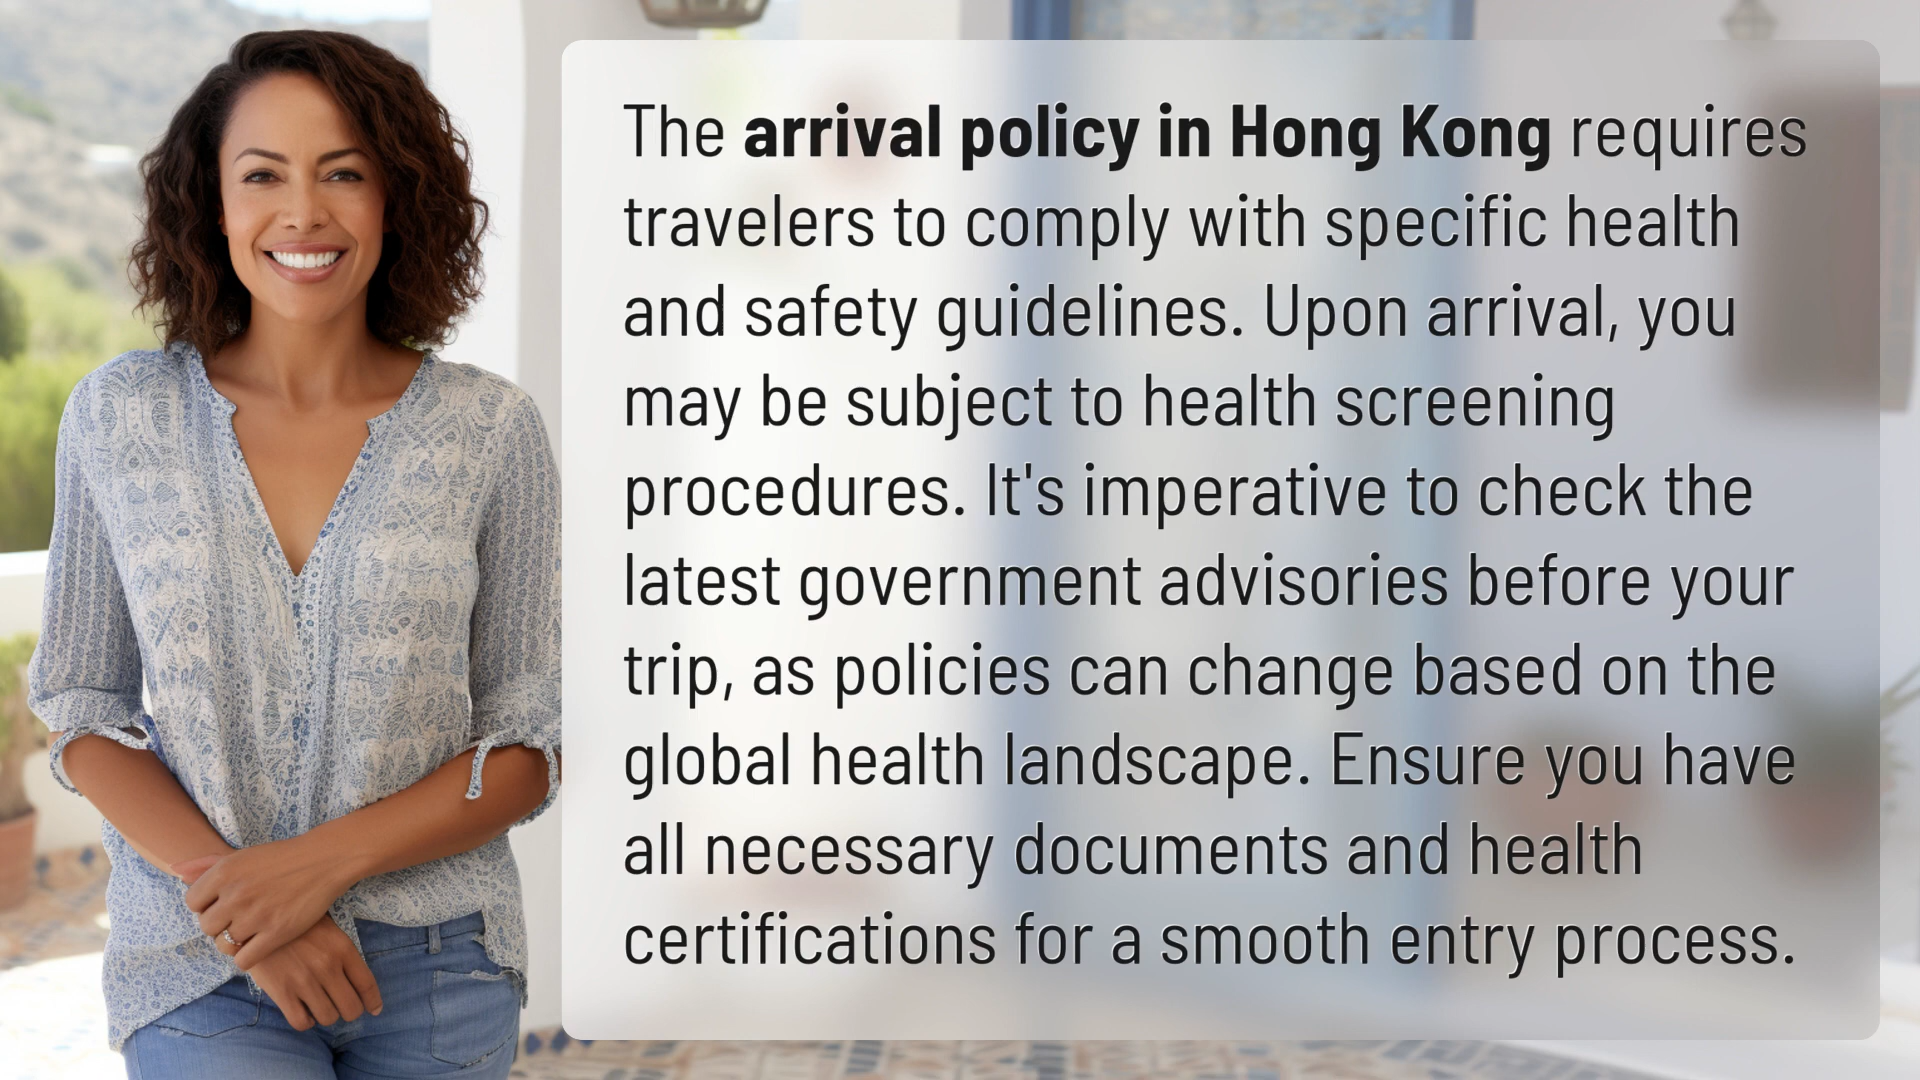 The arrival policy in Hong Kong requires
travelers to comply with specific health
and safety guidelines. Upon arrival, you
may be subject to health screening
procedures. It's imperative to check the
latest government advisories before your
trip, as policies can change based on the
global health landscape. Ensure you have
all necessary documents and health
certifications for a smooth entry process.